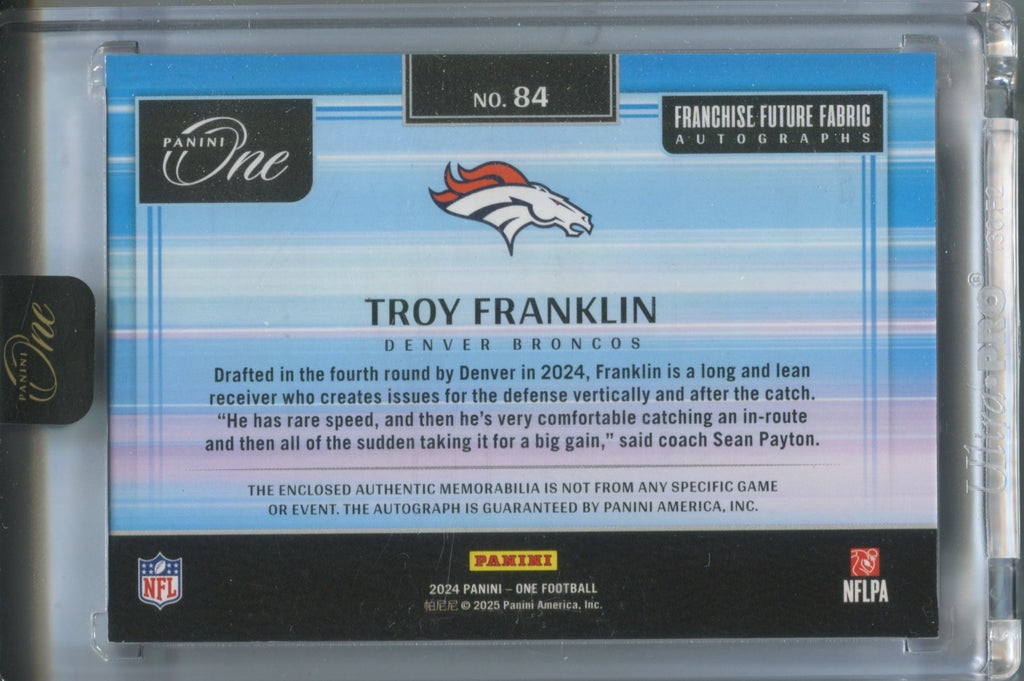 NO. 84
PANINI
One
FRANCHISE FUTURE FABRIC
AUTOGRAPHS
TROY FRANKLIN
DENVER BRONCOS
Drafted in the fourth round by Denver in 2024, Franklin is a long and lean
receiver who creates issues for the defense vertically and after the catch.
“He has rare speed, and then he’s very comfortable catching an in-route
and then all of the sudden taking it for a big gain,” said coach Sean Payton.
THE ENCLOSED AUTHENTIC MEMORABILIA IS NOT FROM ANY SPECIFIC GAME
OR EVENT. THE AUTOGRAPH IS GUARANTEED BY PANINI AMERICA, INC.
NFL
PANINI
2024 PANINI – ONE FOOTBALL
帕尼尼 © 2025 Panini America, Inc.
NFLPA
PANINI
One
Ultra PRO®